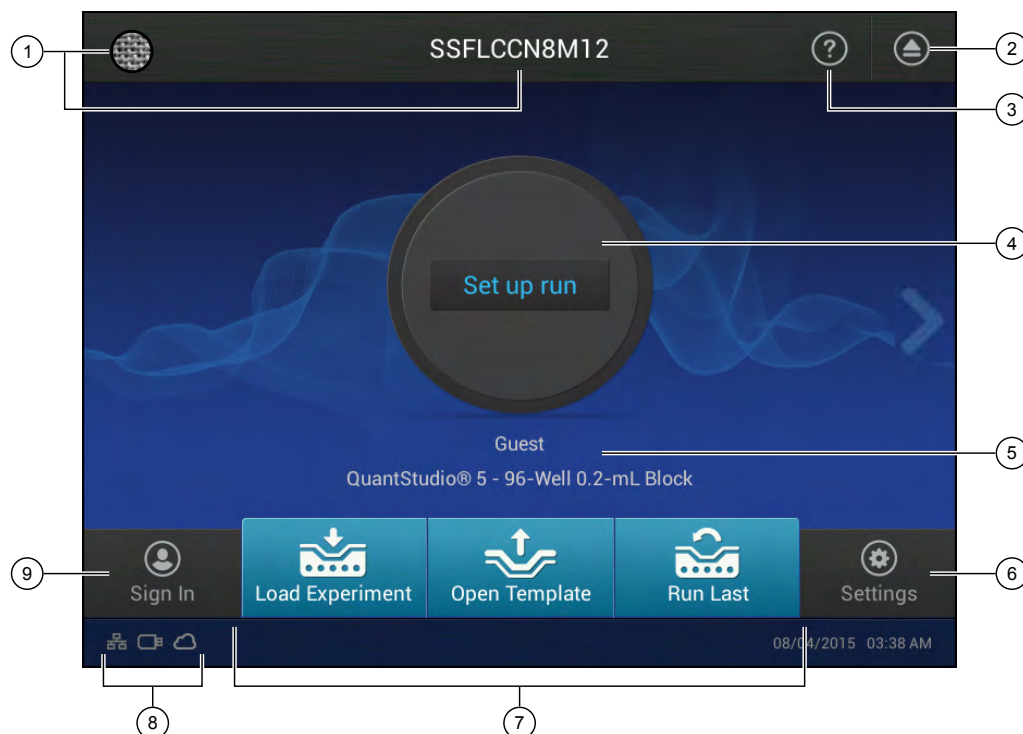 1
SSFLCCN8M12
?
2
3
4
Set up run
Guest
5
QuantStudio® 5 - 96-Well 0.2-mL Block
9
Sign In
Load Experiment
Open Template
Run Last
Settings
6
08/04/2015 03:38 AM
8
7